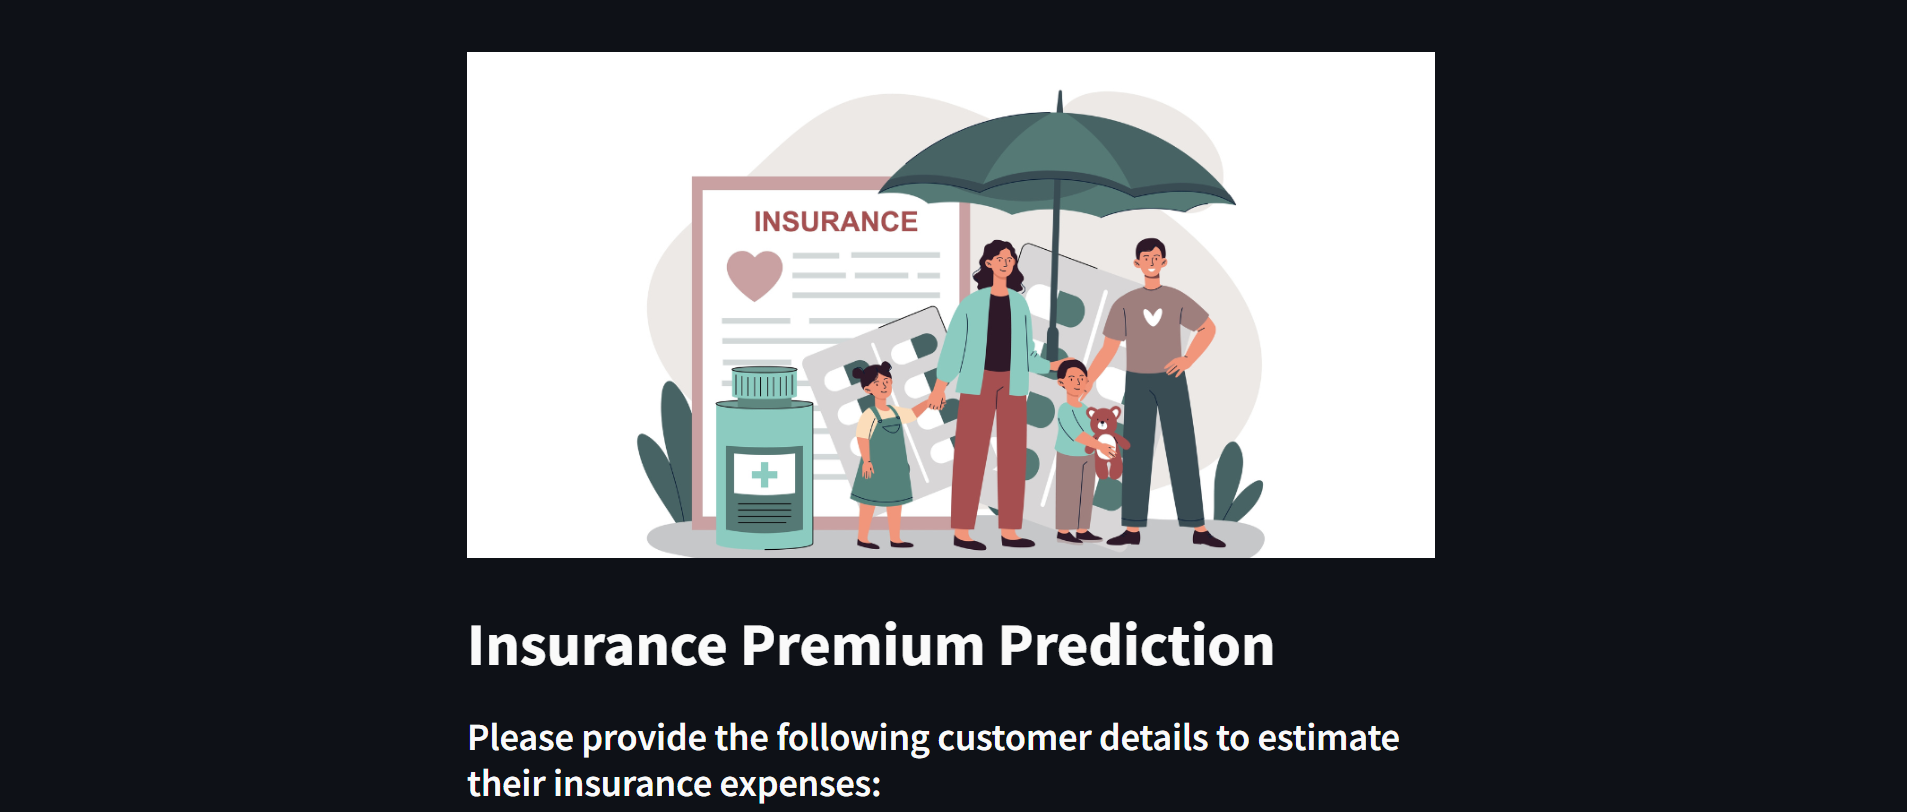 INSURANCE
Insurance Premium Prediction
Please provide the following customer details to estimate
their insurance expenses: